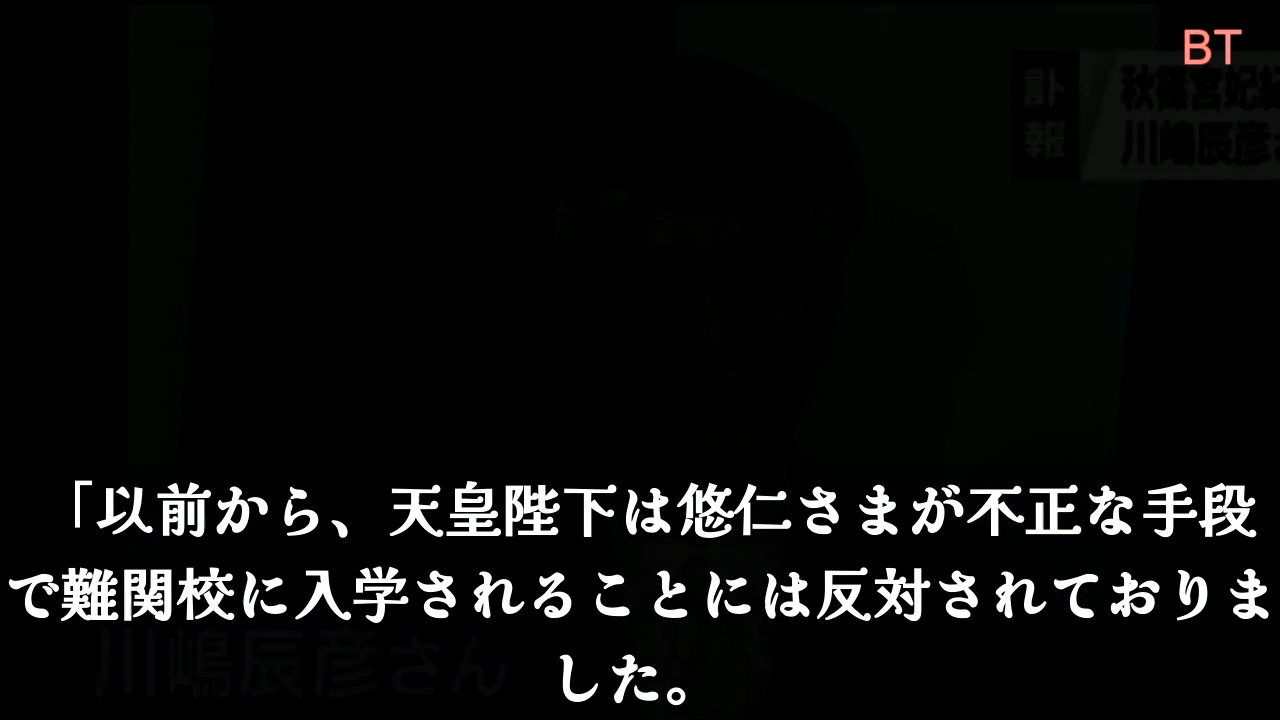 BT
訃報
秋篠宮妃
川嶋辰彦さ
「以前から、天皇陛下は悠仁さまが不正な手段
で難関校に入学されることには反対されておりま
した。
川嶋辰彦さん